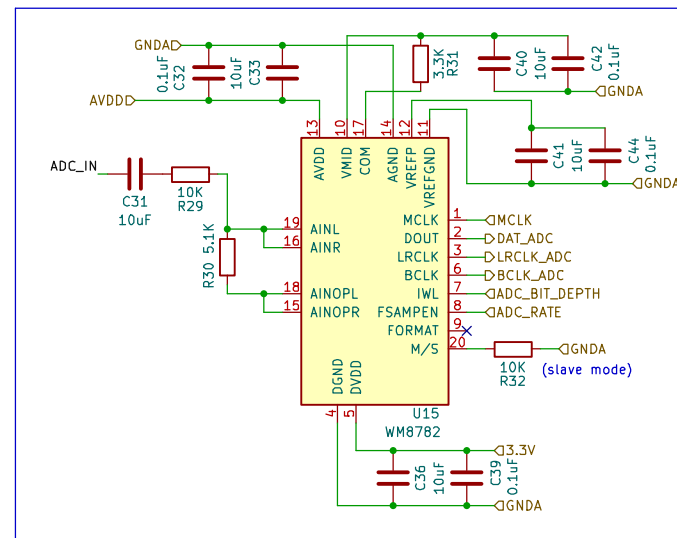 GNDA
0.1uF
C32
10uF
C33
AVDD
3.3K
R31
C40
10uF
C42
0.1uF
GNDA
13
10
17
14
12
11
AVDD
VMID
COM
AGND
VREFP
VREFGND
C41
10uF
C44
0.1uF
GNDA
ADC_IN
C31
10uF
10K
R29
R30 5.1K
19 AINL
16 AINR
18 AINOPL
15 AINOPR
MCLK 1 MCLK
DOUT 2 DAT_ADC
LRCLK 3 LRCLK_ADC
BCLK 6 BCLK_ADC
IWL 7 ADC_BIT_DEPTH
FSAMPEN 8 ADC_RATE
FORMAT 9
M/S 20
10K
R32
GNDA
(slave mode)
DGND
DVDD
4
5
U15
WM8782
3.3V
C36
10uF
C39
0.1uF
GNDA